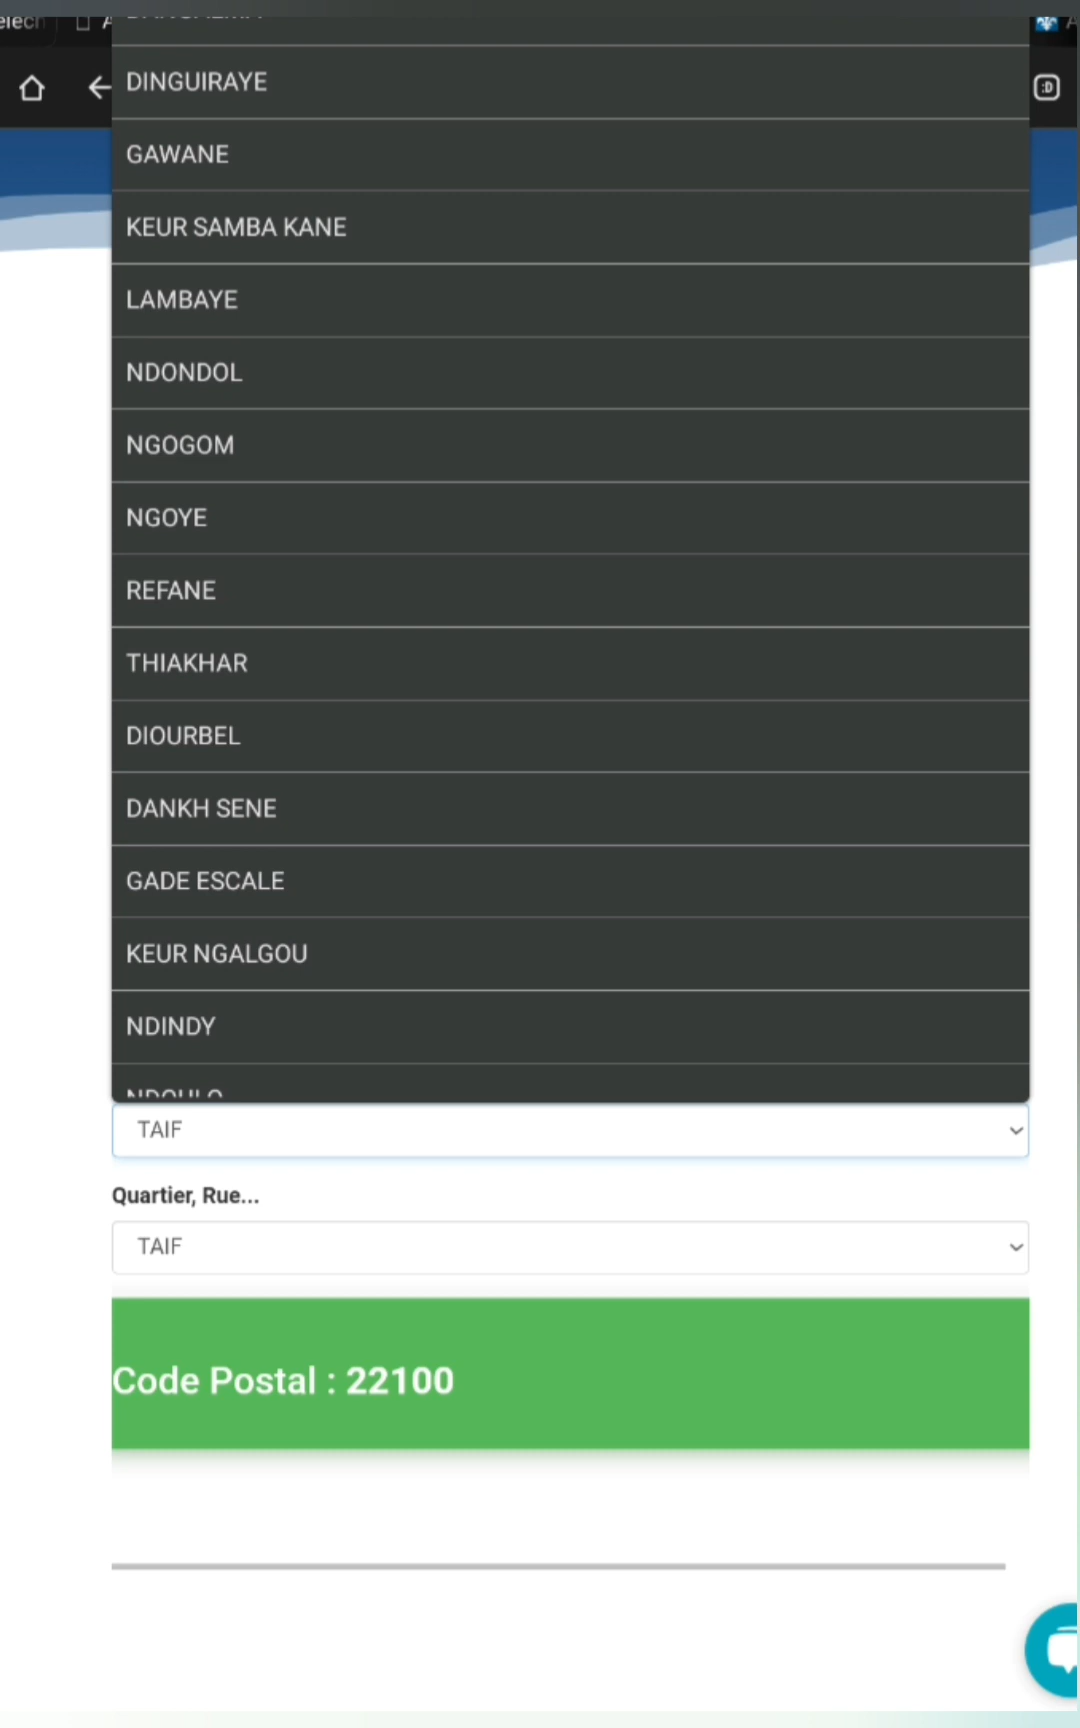 DINGUIRAYE
GAWANE
KEUR SAMBA KANE
LAMBAYE
NDONDOL
NGOGOM
NGOYE
REFANE
THIAKHAR
DIOURBEL
DANKH SENE
GADE ESCALE
KEUR NGALGOU
NDINDY
TAIF
Quartier, Rue...
TAIF
Code Postal : 22100